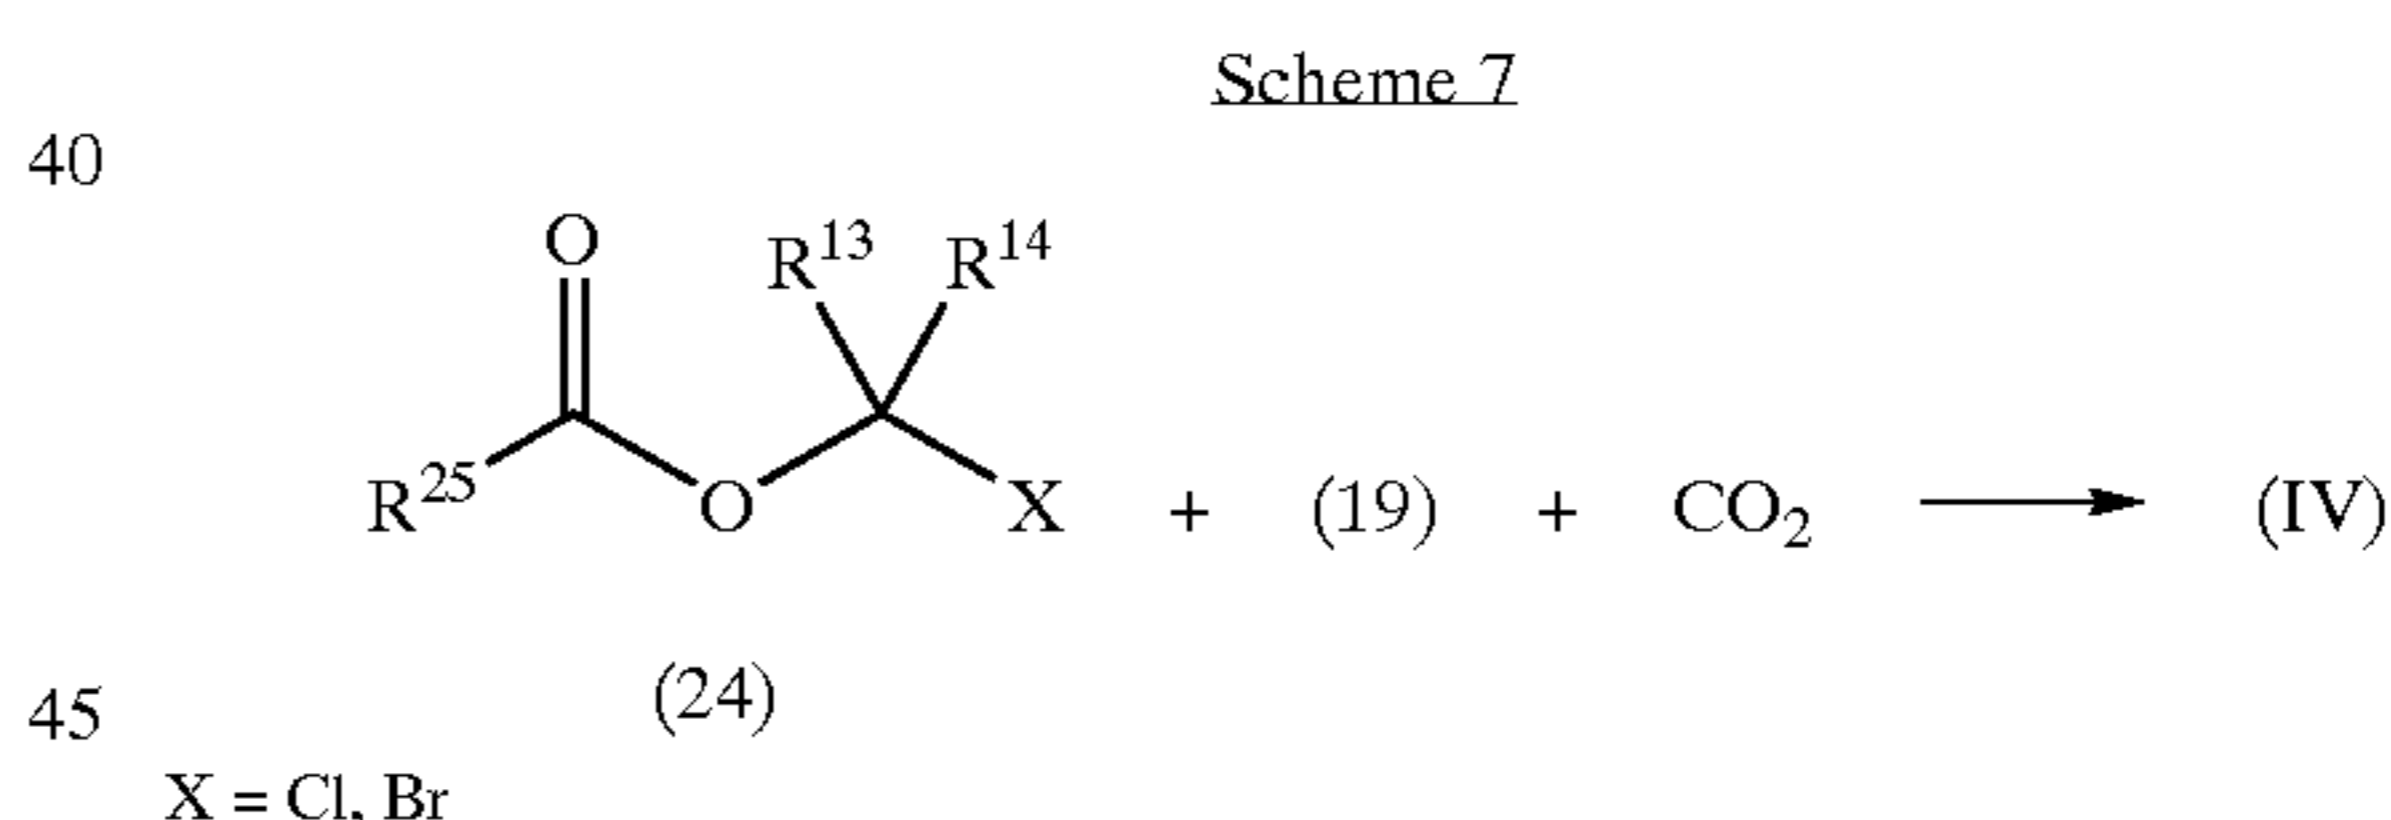 Scheme 7
40
O
R¹³ R¹⁴
R²⁵ O X + (19) + CO₂ (IV)
(24)
45
X = Cl, Br